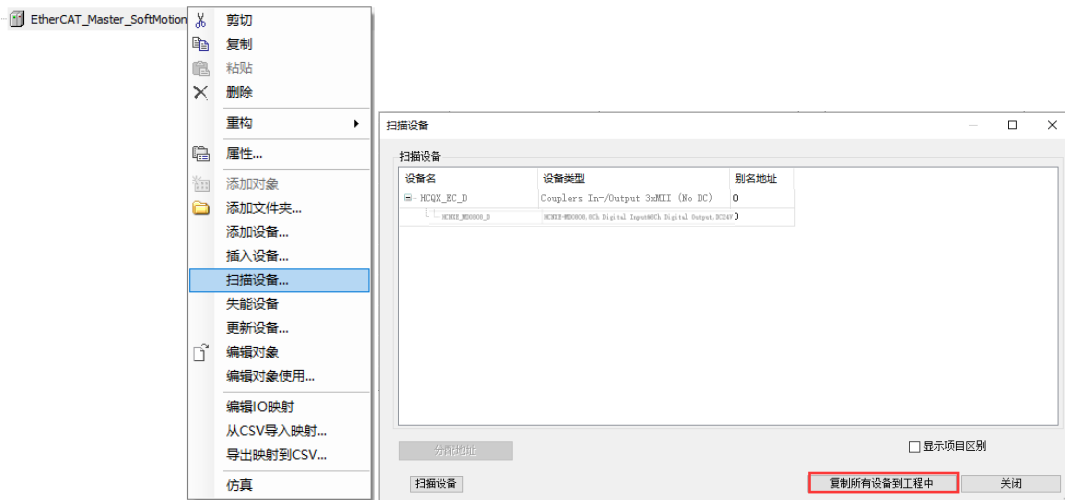 EtherCAT_Master_SoftMotion
剪切
复制
粘贴
删除
重构
属性...
添加对象
添加文件夹...
添加设备...
插入设备...
扫描设备...
失能设备
更新设备...
编辑对象
编辑对象使用...
编辑IO映射
从CSV导入映射...
导出映射到CSV...
仿真
扫描设备
扫描设备
设备名 设备类型 别名地址
HCQX_EC_D Couplers In-/Output 3xMII (No DC) 0
Digital Input Digital Output, DC24V
分配地址
显示项目区别
扫描设备 复制所有设备到工程中 关闭